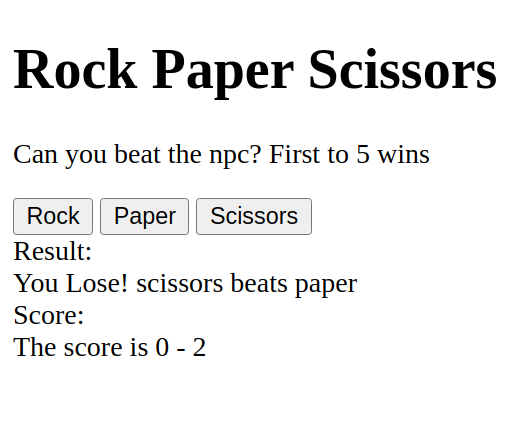 Rock Paper Scissors
Can you beat the npc? First to 5 wins
Rock Paper Scissors
Result:
You Lose! scissors beats paper
Score:
The score is 0 - 2